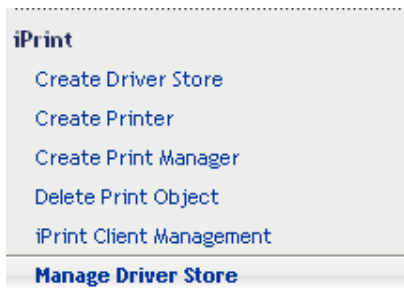 iPrint
Create Driver Store
Create Printer
Create Print Manager
Delete Print Object
iPrint Client Management
Manage Driver Store